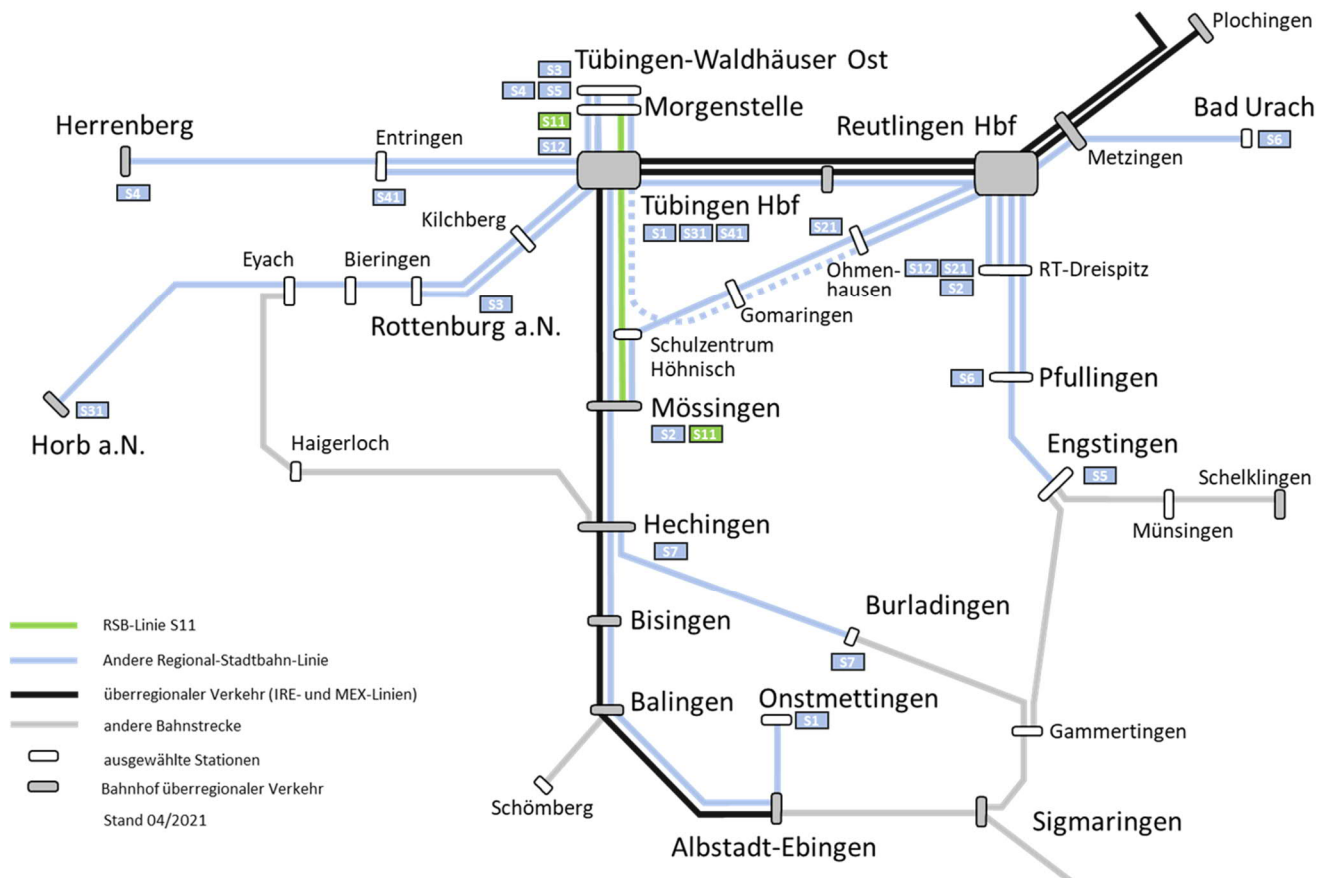 Plochingen
S3
Tübingen-Waldhäuser Ost
S4 S5
Morgenstelle
Bad Urach
S6
Herrenberg
S11
Reutlingen Hbf
Entringen
S12
Metzingen
S4
S41
Tübingen Hbf
Kilchberg
S1 S31 S41
S21
Eyach
Bieringen
Ohmen-
hausen
S12 S21
S2
RT-Dreispitz
S3
Rottenburg a.N.
Gomaringen
Schulzentrum
Höhnisch
S6
Pfullingen
S31
Horb a.N.
Mössingen
S2 S11
Haigerloch
Engstingen
S5
Schelklingen
Münsingen
Hechingen
S7
Burladingen
S7
Bisingen
RSB-Linie S11
Andere Regional-Stadtbahn-Linie
überregionaler Verkehr (IRE- und MEX-Linien)
andere Bahnstrecke
ausgewählte Stationen
Bahnhof überregionaler Verkehr
Stand 04/2021
Balingen
Onstmettingen
S1
Gammertingen
Schömberg
Sigmaringen
Albstadt-Ebingen